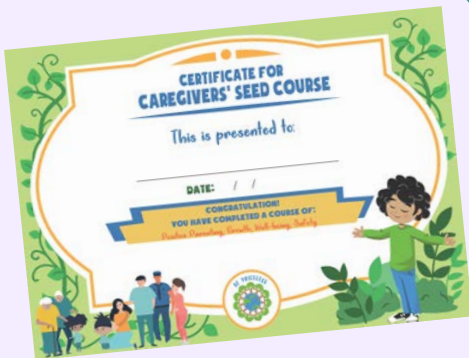 CERTIFICATE FOR
CAREGIVERS' SEED COURSE
This is presented to:
DATE: / /
CONGRATULATION!
YOU HAVE COMPLETED A COURSE OF:
Positive Parenting, Growth, Well-being, Safety